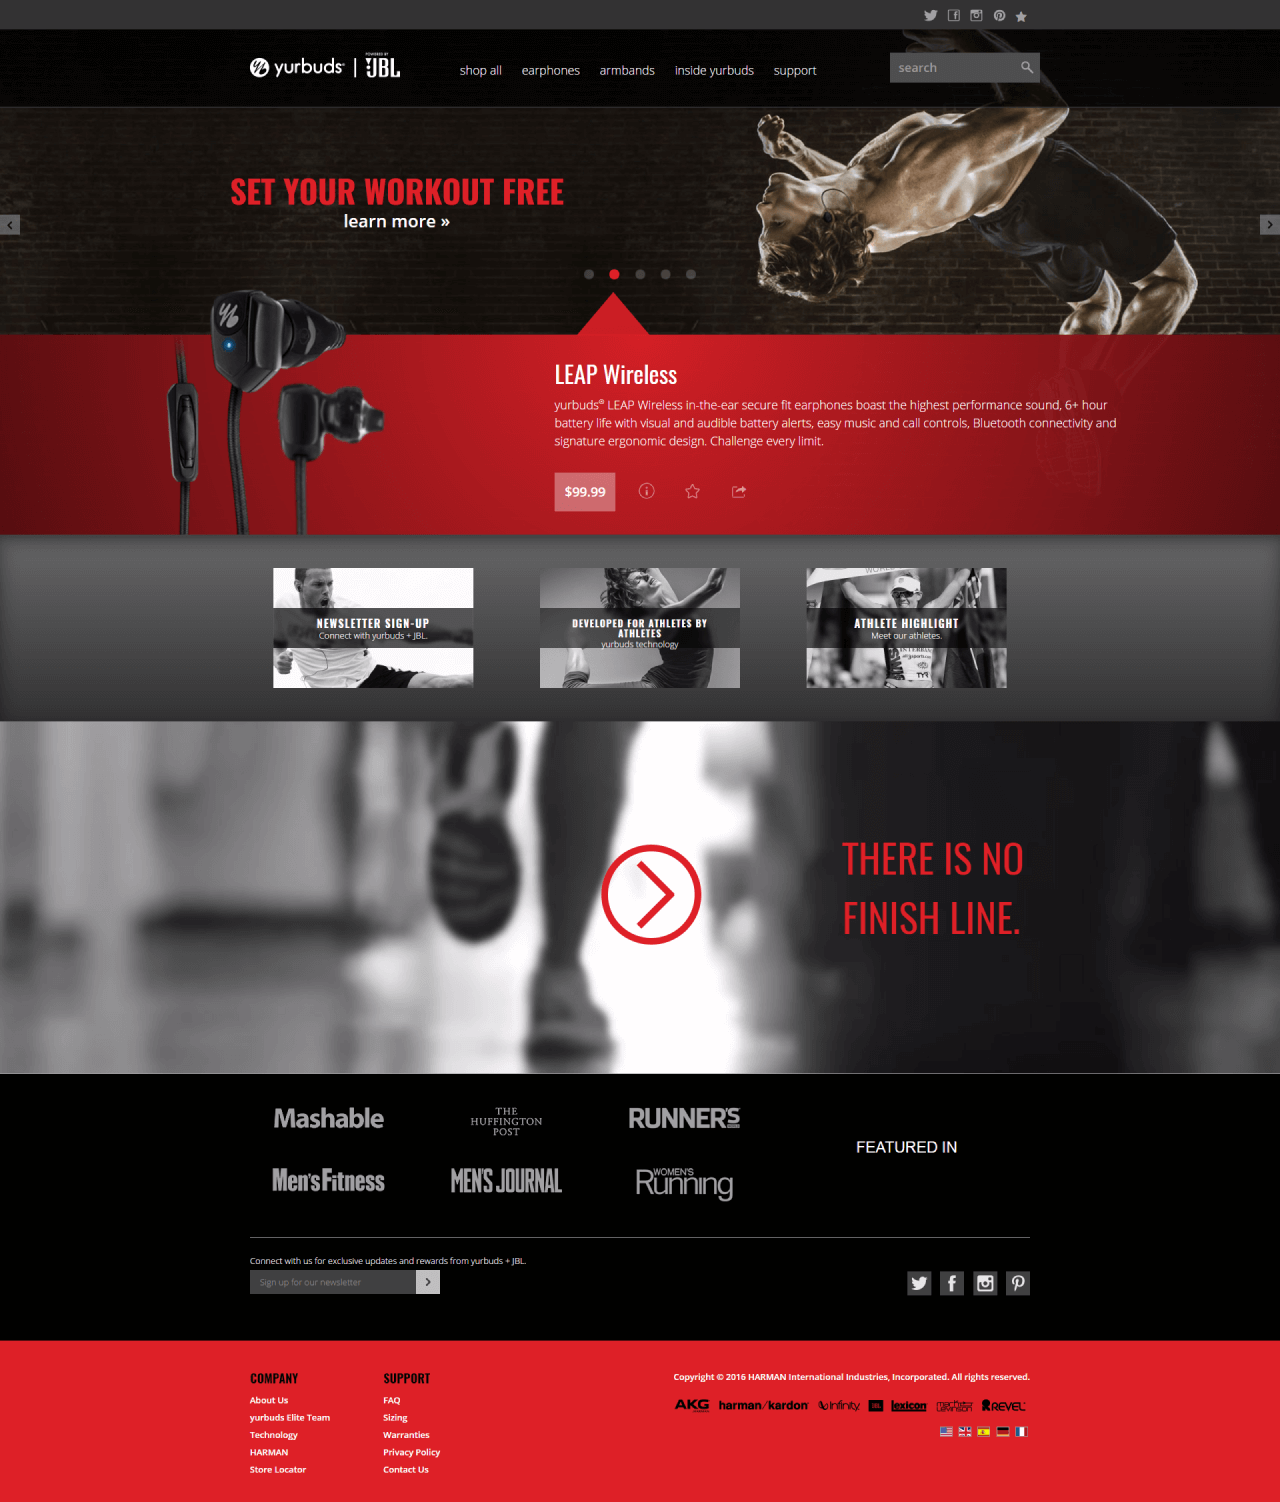 yurbuds® | POWERED BY JBL
shop all earphones armbands inside yurbuds support
search
SET YOUR WORKOUT FREE
learn more »
LEAP Wireless
yurbuds® LEAP Wireless in-the-ear secure fit earphones boast the highest performance sound, 6+ hour
battery life with visual and audible battery alerts, easy music and call controls, Bluetooth connectivity and
signature ergonomic design. Challenge every limit.
$99.99
NEWSLETTER SIGN-UP
Connect with yurbuds + JBL.
DEVELOPED FOR ATHLETES BY
ATHLETES
yurbuds technology
ATHLETE HIGHLIGHT
Meet our athletes.
TYP
THERE IS NO
FINISH LINE.
Mashable
THE
HUFFINGTON
POST
RUNNER'S
FEATURED IN
Men'sFitness
MEN'S JOURNAL
WOMEN'S
Running
Connect with us for exclusive updates and rewards from yurbuds + JBL.
Sign up for our newsletter
COMPANY
About Us
yurbuds Elite Team
Technology
HARMAN
Store Locator
SUPPORT
FAQ
Sizing
Warranties
Privacy Policy
Contact Us
Copyright © 2016 HARMAN International Industries, Incorporated. All rights reserved.
AKG harman/kardon Infinity JBL lexicon mark levinson REVEL